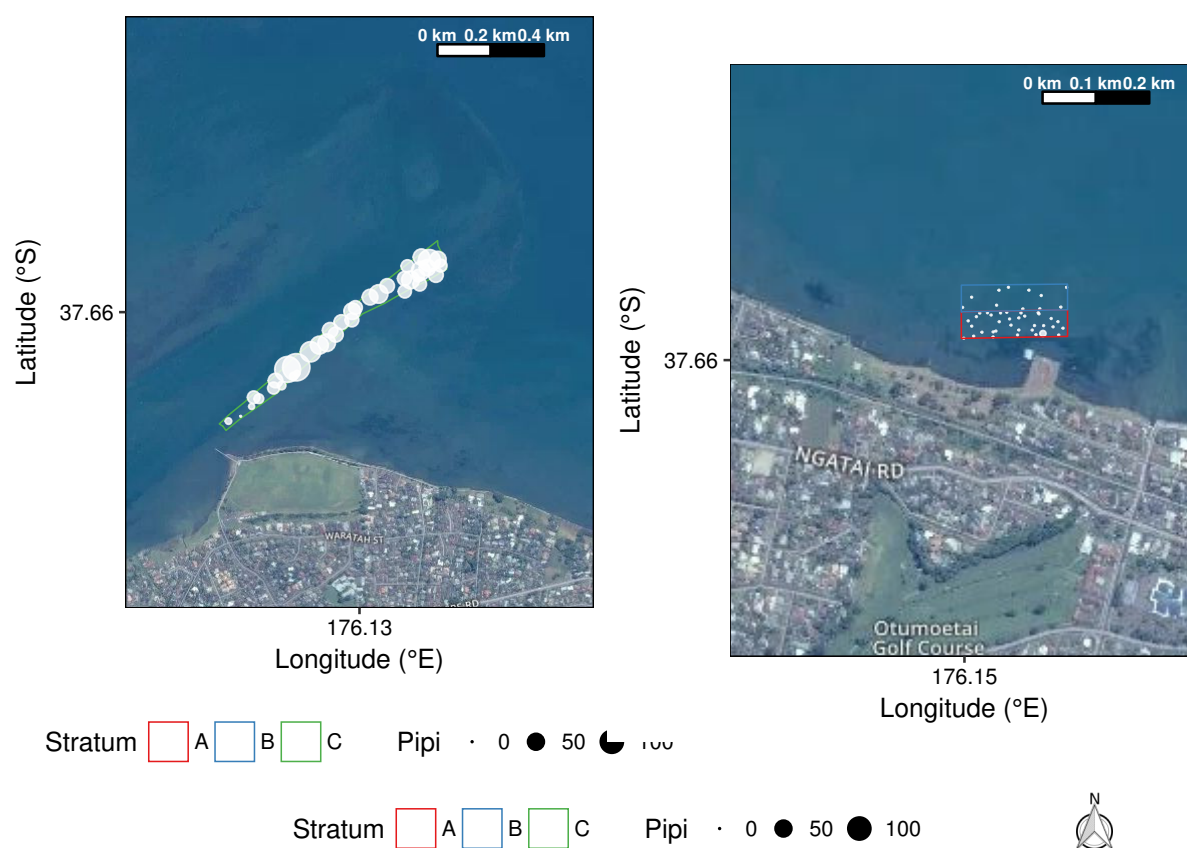 0 km 0.2 km 0.4 km
Latitude (°S)
37.66
WARATAH ST
RD
176.13
Longitude (°E)
0 km 0.1 km 0.2 km
Latitude (°S)
37.66
NGATAI RD
Otumoetai
Golf Course
176.15
Longitude (°E)
Stratum A B C Pipi 0 50 100
Stratum A B C Pipi 0 50 100
N